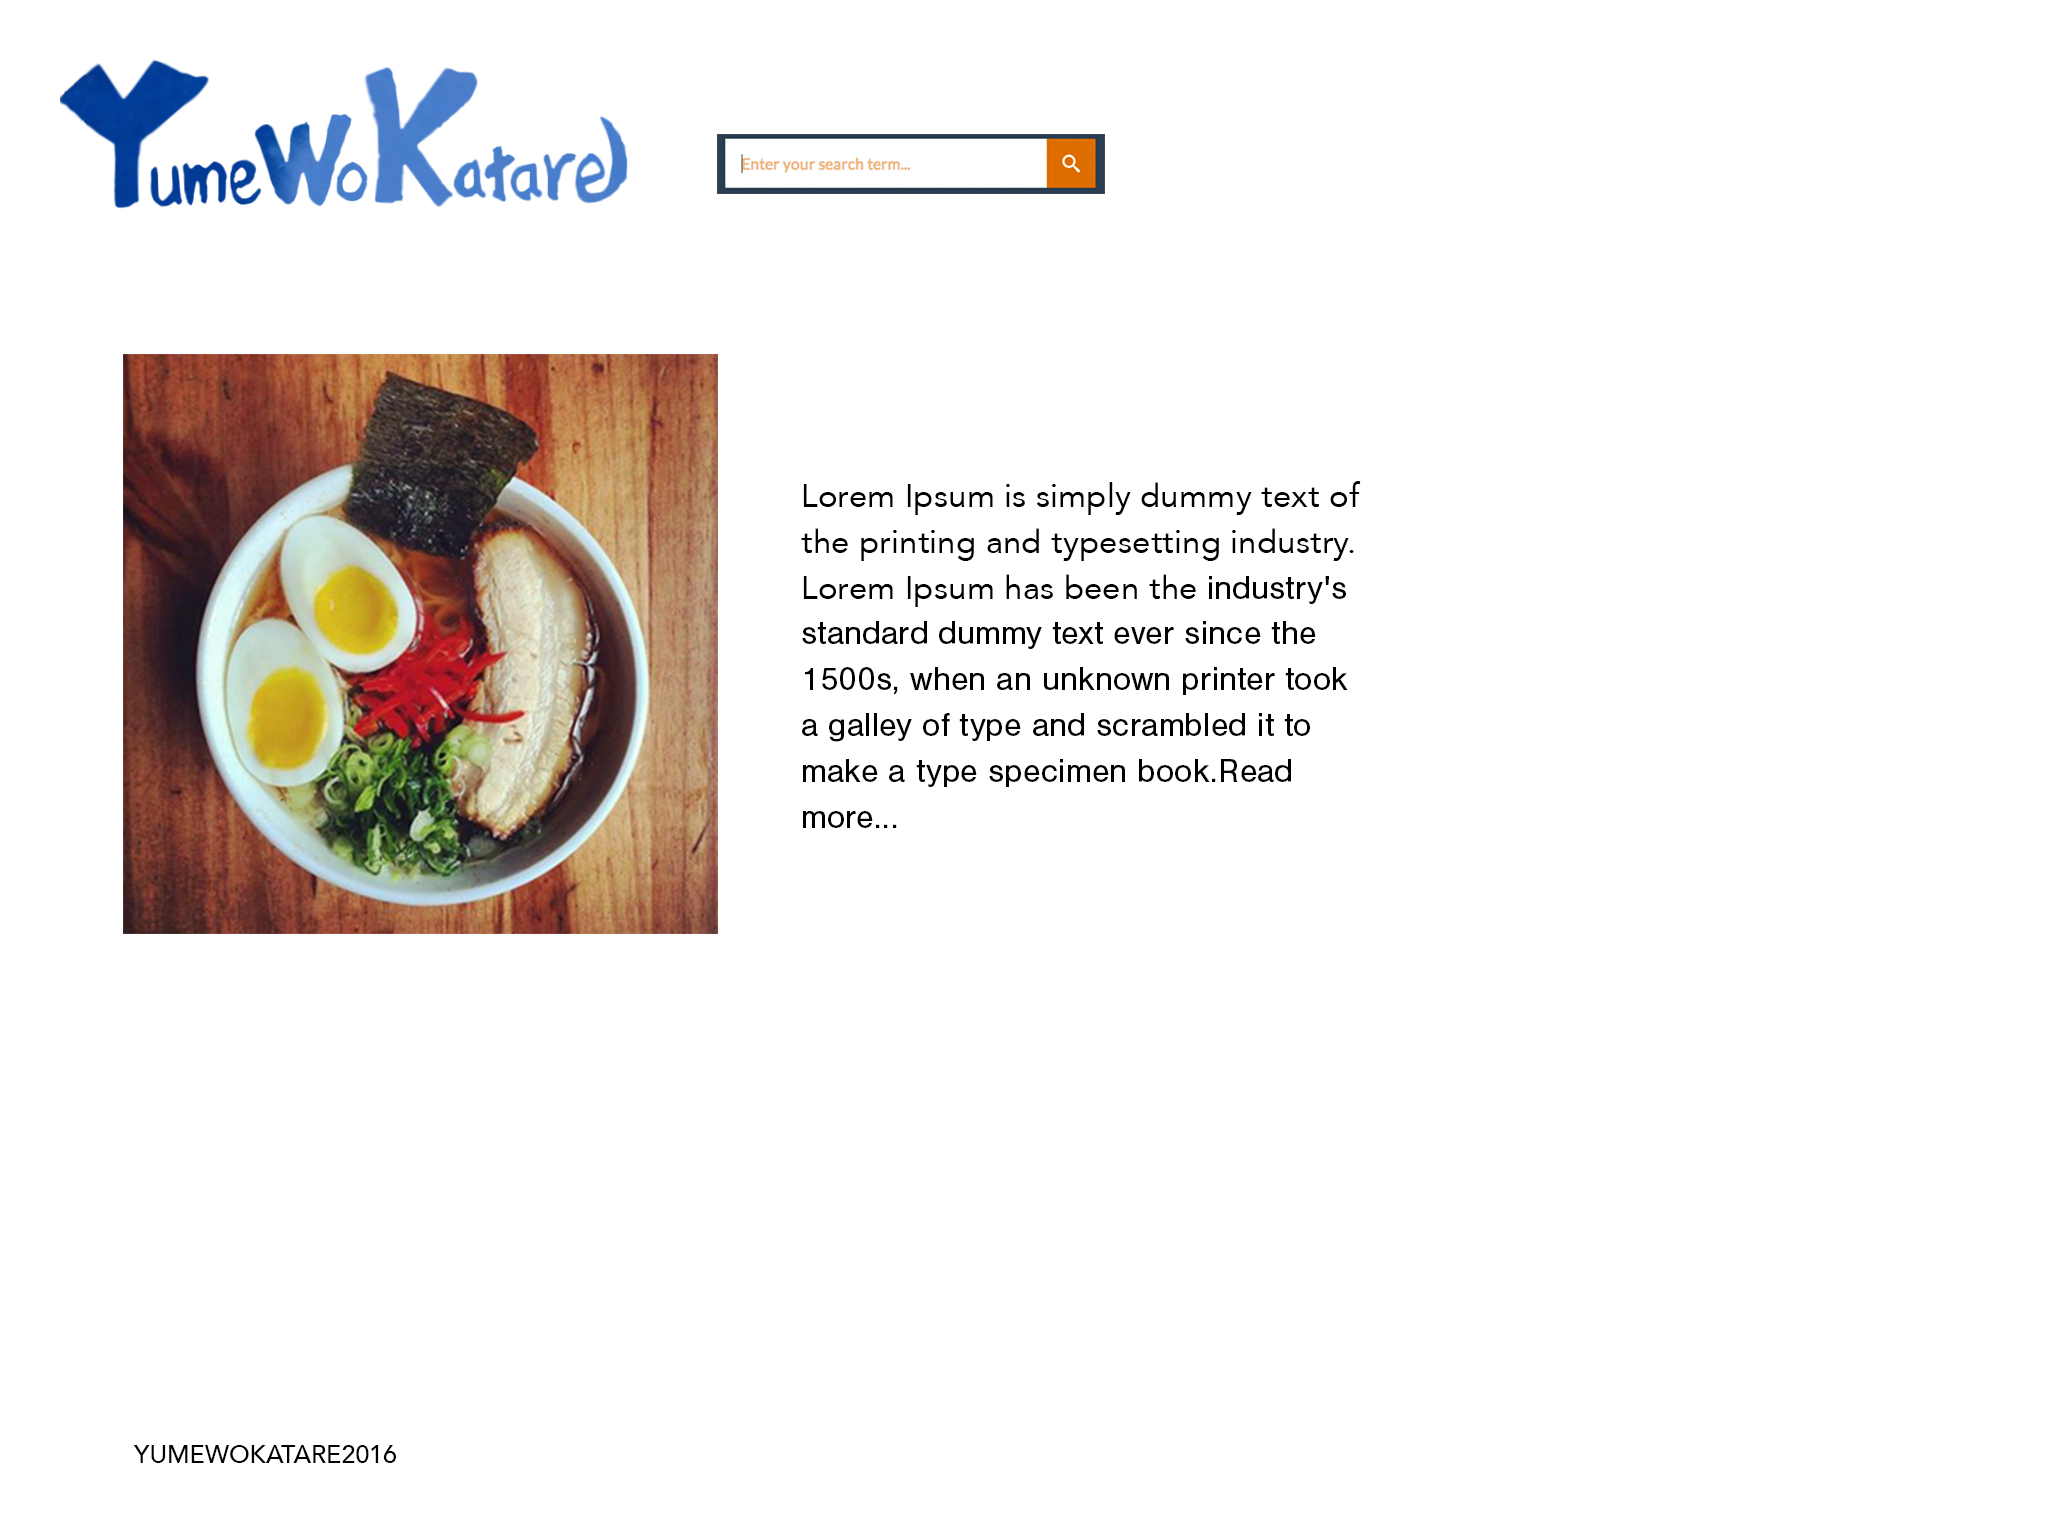 YumeWoKatare
Enter your search term...
Lorem Ipsum is simply dummy text of
the printing and typesetting industry.
Lorem Ipsum has been the industry's
standard dummy text ever since the
1500s, when an unknown printer took
a galley of type and scrambled it to
make a type specimen book.Read
more...
YUMEWOKATARE2016